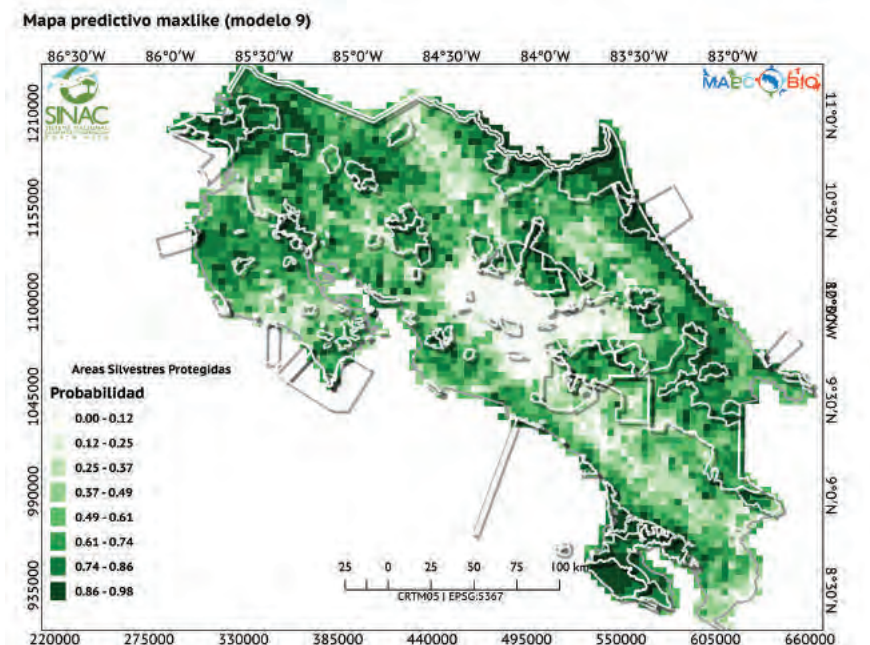 Mapa predictivo maxlike (modelo 9)
86°30'W 86°0'W 85°30'W 85°0'W 84°30'W 84°0'W 83°30'W 83°0'W
SINAC
MAPCOBIO
1210000
1155000
1100000
1045000
990000
935000
11°0'N
10°30'N
9°30'N
9°0'N
8°30'N
Areas Silvestres Protegidas
Probabilidad
0.00 - 0.12
0.12 - 0.25
0.25 - 0.37
0.37 - 0.49
0.49 - 0.61
0.61 - 0.74
0.74 - 0.86
0.86 - 0.98
25 0 25 50 75 100 km
CRTM05 | EPSG:5367
220000 275000 330000 385000 440000 495000 550000 605000 660000